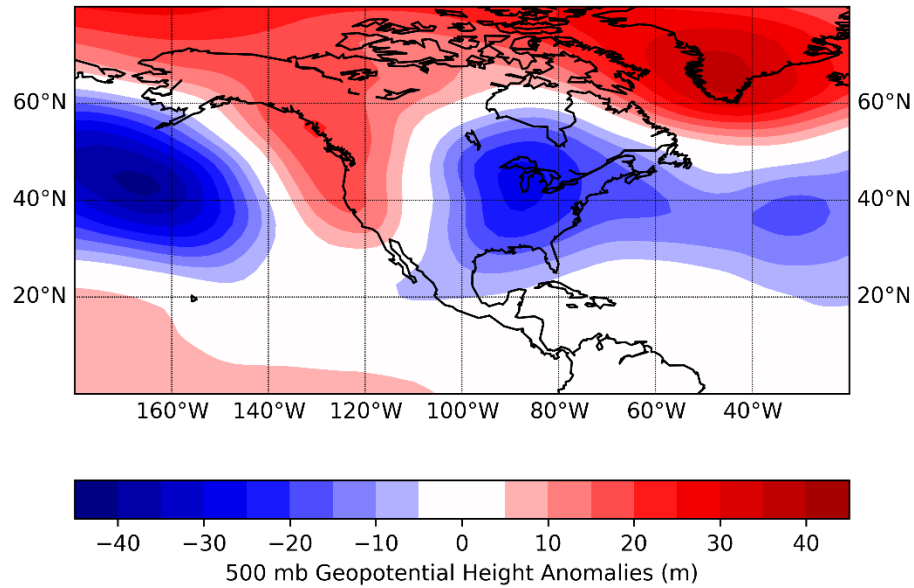 60°N 60°N
40°N 40°N
20°N 20°N
160°W 140°W 120°W 100°W 80°W 60°W 40°W
−40 −30 −20 −10 0 10 20 30 40
500 mb Geopotential Height Anomalies (m)